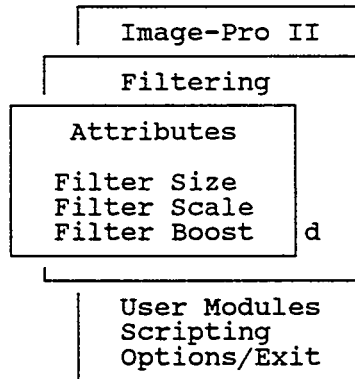 Image-Pro II
Filtering
Attributes
Filter Size
Filter Scale
Filter Boost d
User Modules
Scripting
Options/Exit